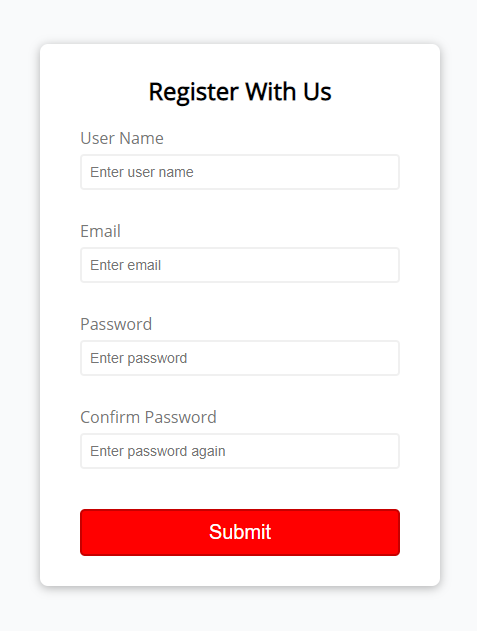 Register With Us
User Name
Enter user name
Email
Enter email
Password
Enter password
Confirm Password
Enter password again
Submit